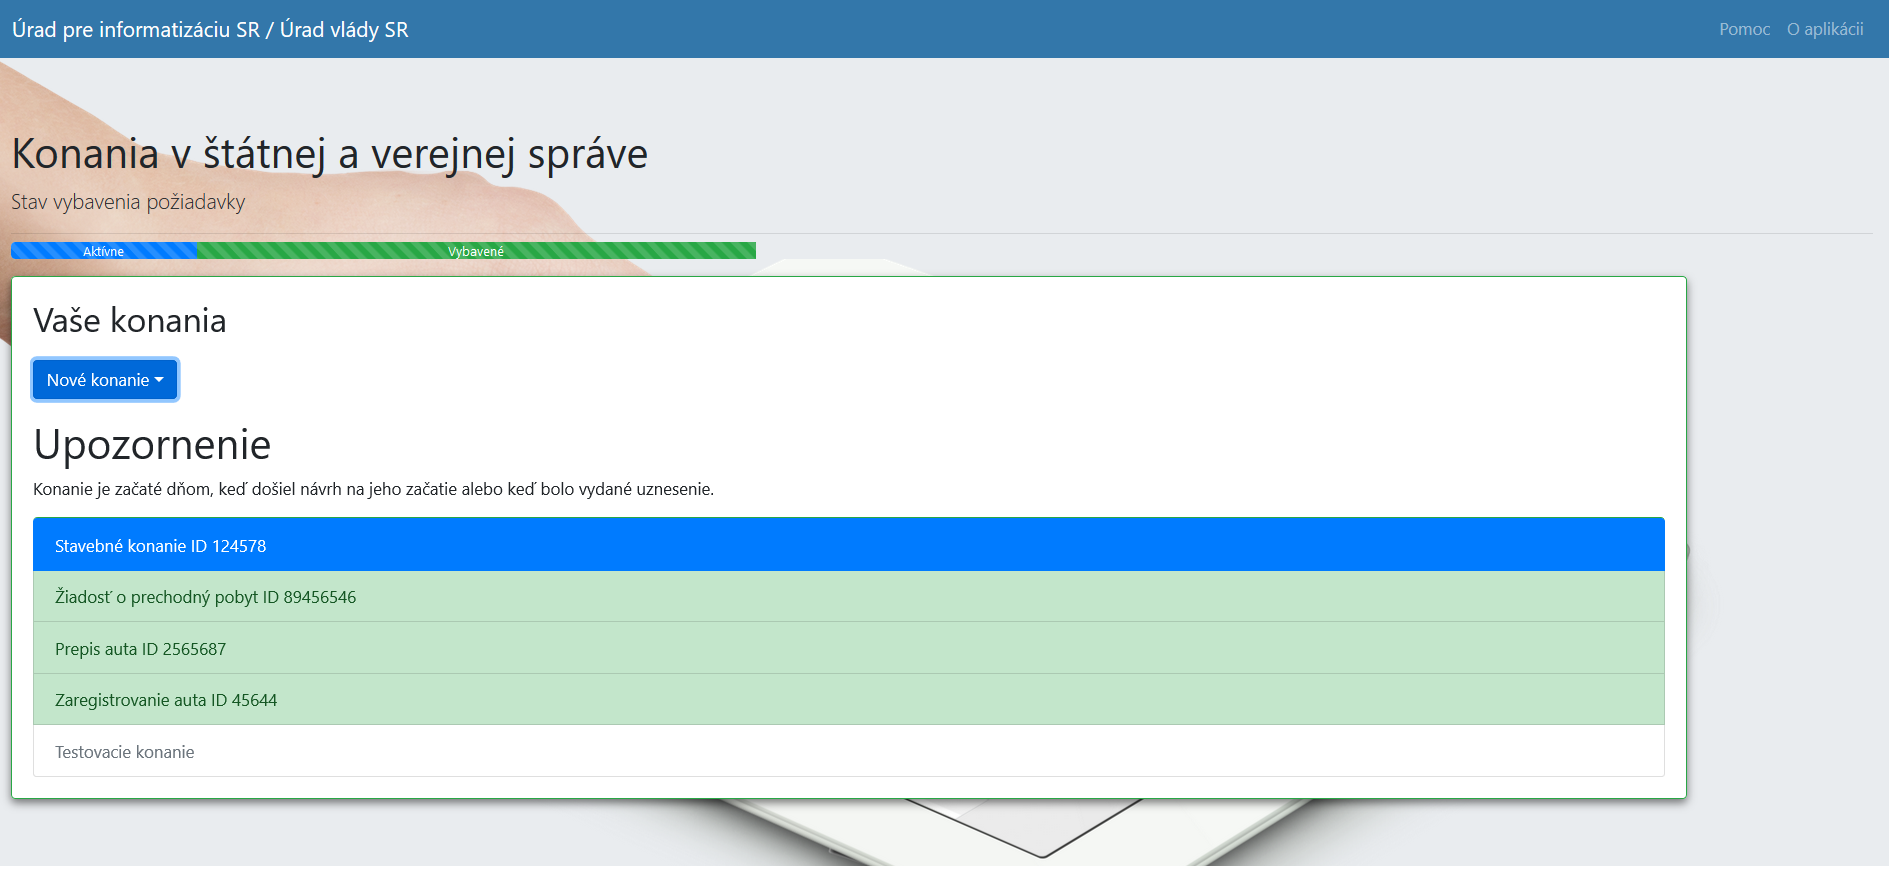 Úrad pre informatizáciu SR / Úrad vlády SR
Pomoc O aplikácii
Konania v štátnej a verejnej správe
Stav vybavenia požiadavky
Aktívne Vybavené
Vaše konania
Nové konanie
Upozornenie
Konanie je začaté dňom, keď došiel návrh na jeho začatie alebo keď bolo vydané uznesenie.
Stavebné konanie ID 124578
Žiadosť o prechodný pobyt ID 89456546
Prepis auta ID 2565687
Zaregistrovanie auta ID 45644
Testovacie konanie